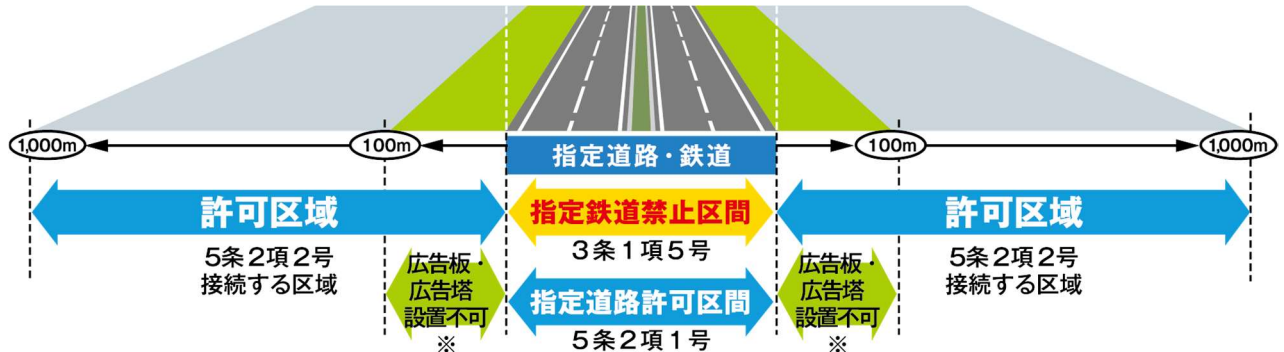 1,000m
100m
指定道路・鉄道
100m
1,000m
許可区域
指定鉄道禁止区間
許可区域
5条2項2号
接続する区域
3条1項5号
5条2項2号
接続する区域
広告板・
広告塔
設置不可
※
指定道路許可区間
5条2項1号
広告板・
広告塔
設置不可
※